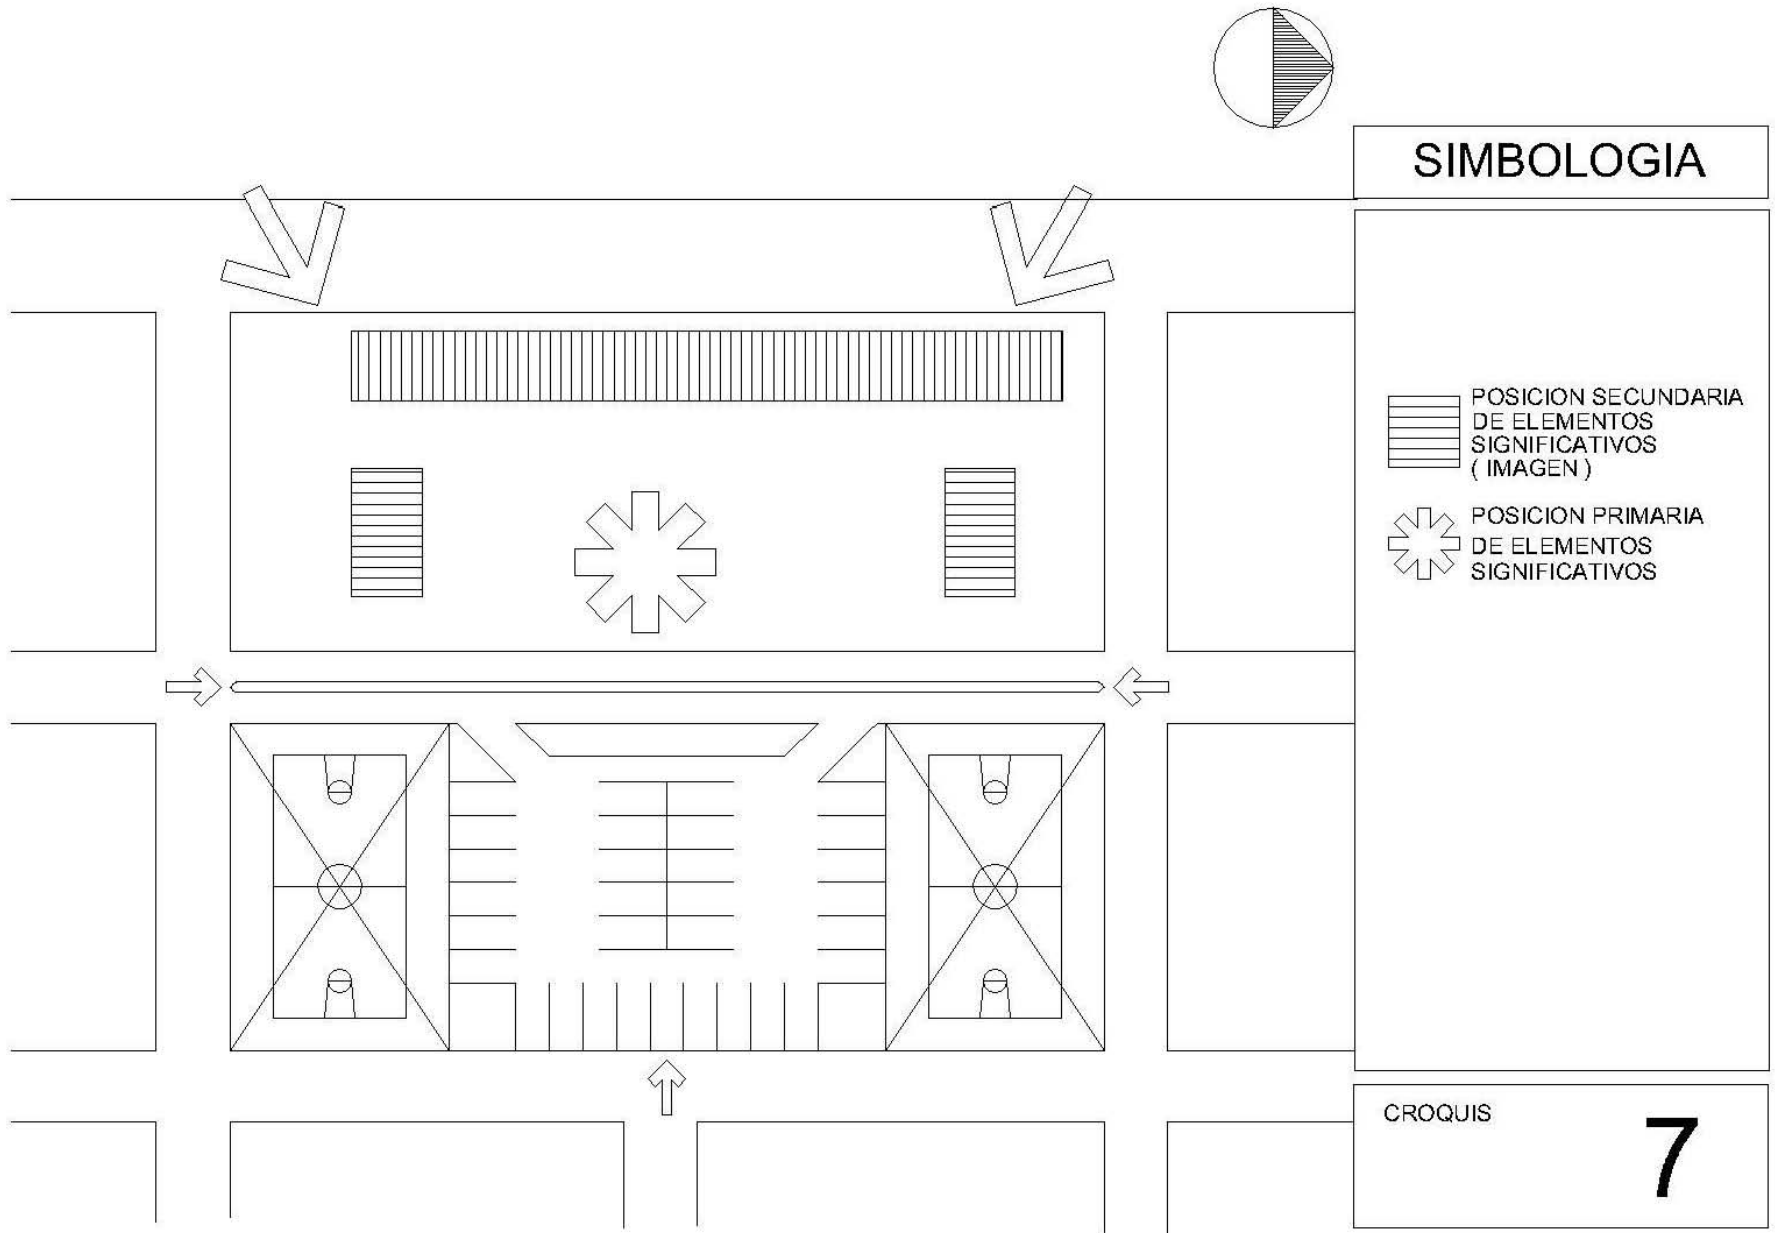 SIMBOLOGIA
POSICION SECUNDARIA
DE ELEMENTOS
SIGNIFICATIVOS
( IMAGEN )
POSICION PRIMARIA
DE ELEMENTOS
SIGNIFICATIVOS
CROQUIS
7